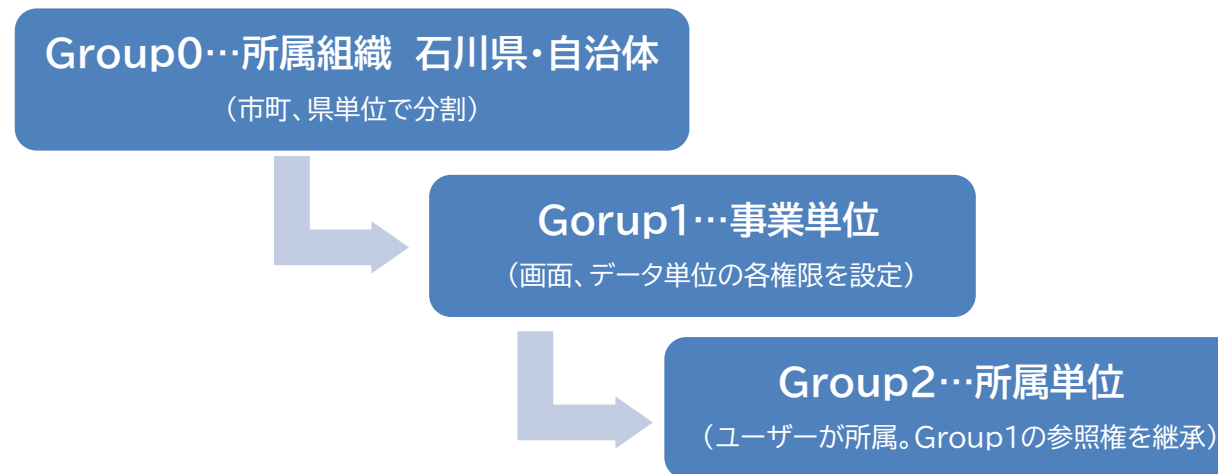 Group0…所属組織 石川県・自治体
（市町、県単位で分割）
Gorup1…事業単位
（画面、データ単位の各権限を設定）
Group2…所属単位
（ユーザーが所属。Group1の参照権を継承）